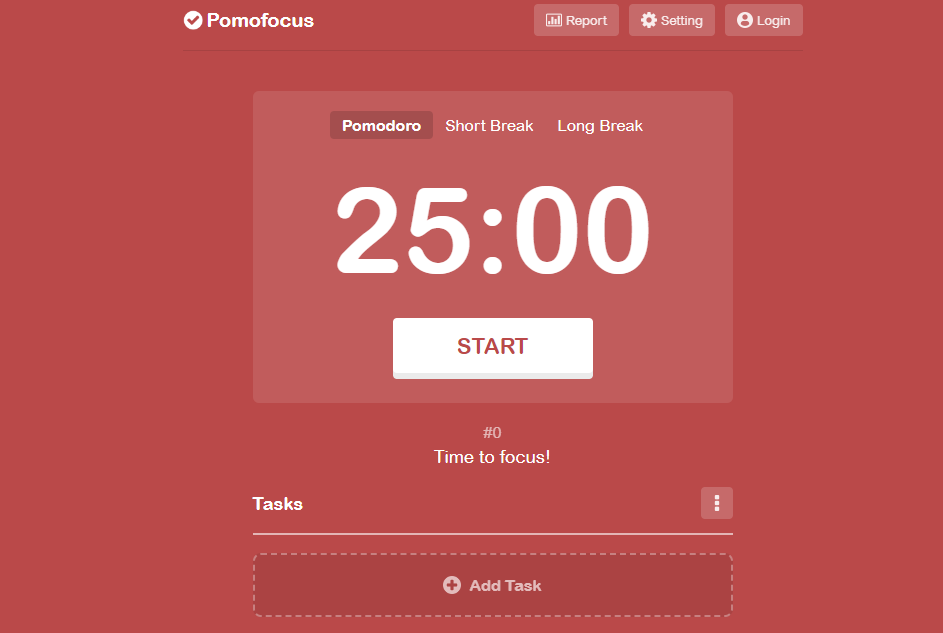 Pomofocus Report Setting Login
Pomodoro Short Break Long Break
25:00
START
#0
Time to focus!
Tasks
Add Task